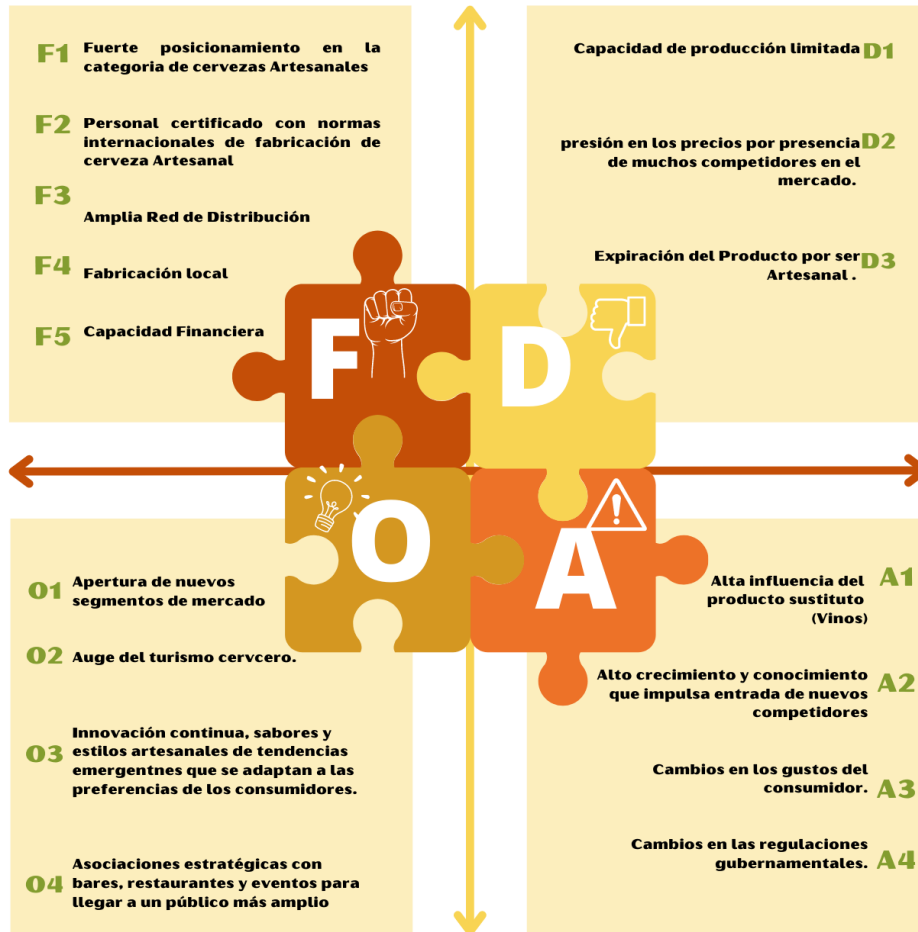 F1 Fuerte posicionamiento en la
categoria de cervezas Artesanales
F2 Personal certificado con normas
internacionales de fabricación de
cerveza Artesanal
F3
Amplia Red de Distribución
F4 Fabricación local
F5 Capacidad Financiera
Capacidad de producción limitada D1
presión en los precios por presencia D2
de muchos competidores en el
mercado.
Expiración del Producto por ser D3
Artesanal .
F
D
O
A
O1 Apertura de nuevos
segmentos de mercado
O2 Auge del turismo cervcero.
Innovación continua, sabores y
O3 estilos artesanales de tendencias
emergentnes que se adaptan a las
preferencias de los consumidores.
Asociaciones estratégicas con
O4 bares, restaurantes y eventos para
llegar a un público más amplio
Alta influencia del A1
producto sustituto
(Vinos)
Alto crecimiento y conocimiento A2
que impulsa entrada de nuevos
competidores
Cambios en los gustos del A3
consumidor.
Cambios en las regulaciones A4
gubernamentales.